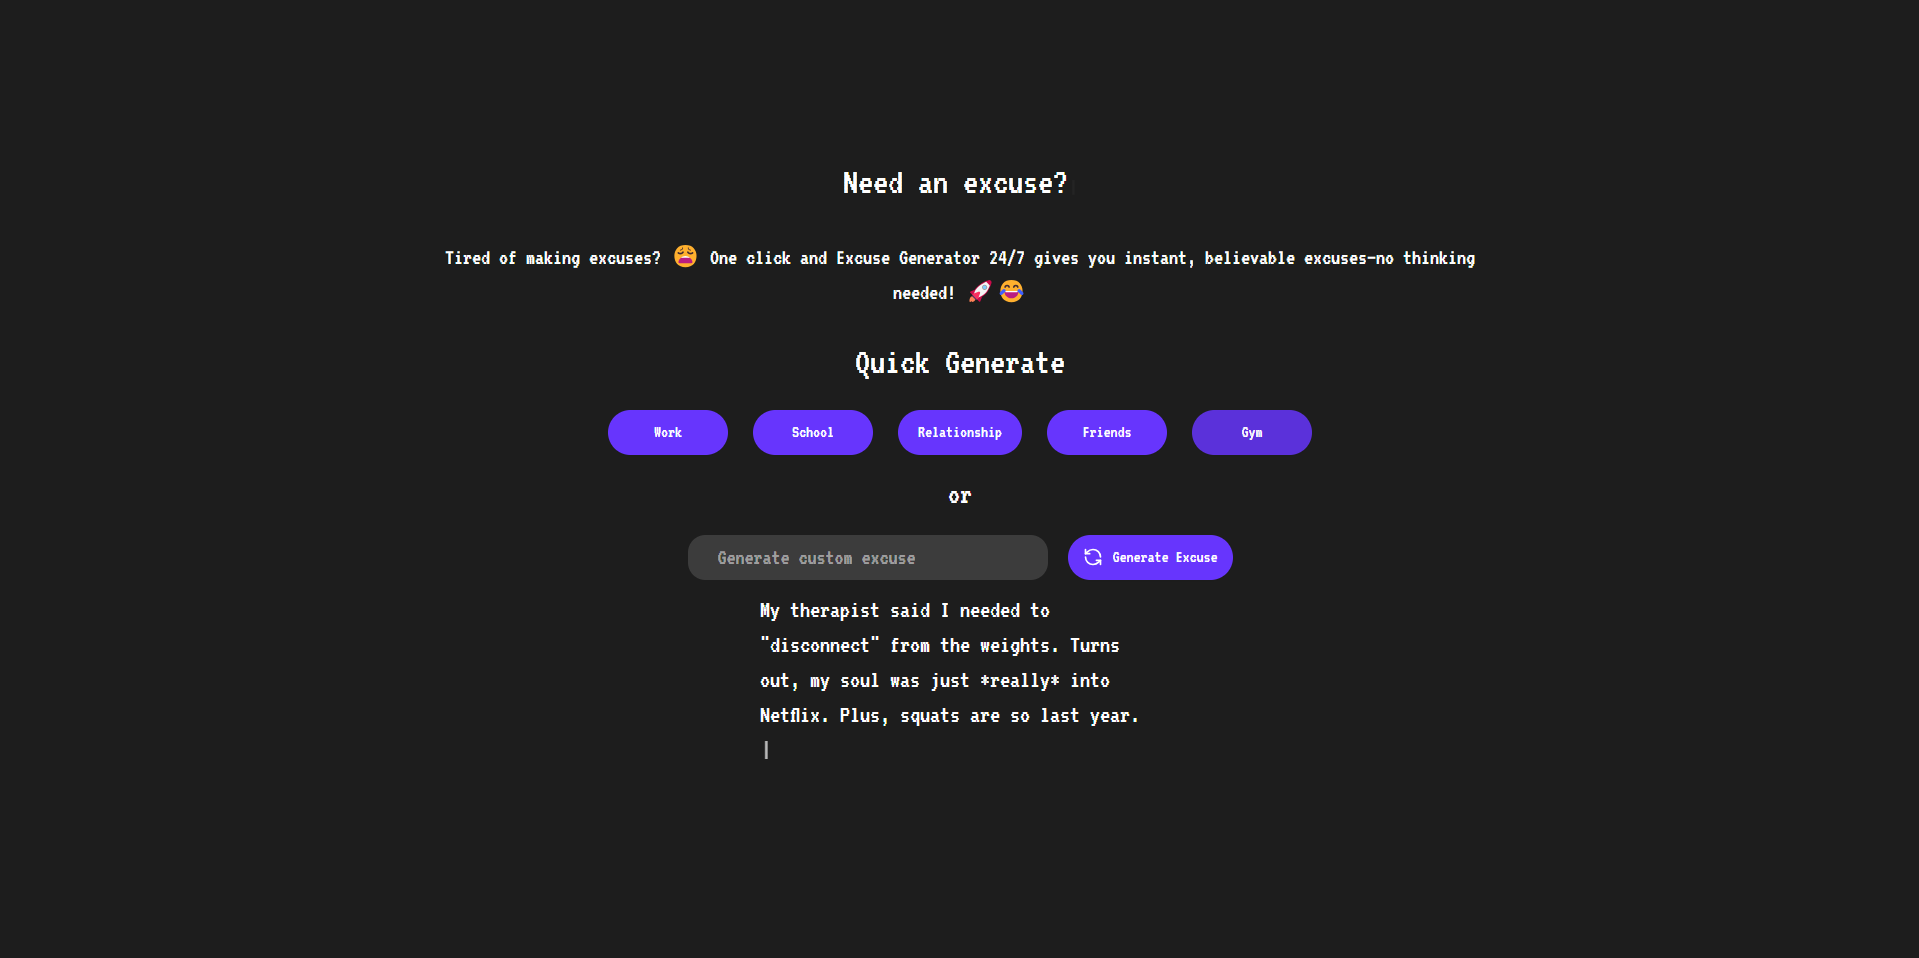 Need an excuse?
Tired of making excuses? 😩 One click and Excuse Generator 24/7 gives you instant, believable excuses—no thinking
needed! 🚀 😂
Quick Generate
Work School Relationship Friends Gym
or
Generate custom excuse Generate Excuse
My therapist said I needed to
"disconnect" from the weights. Turns
out, my soul was just *really* into
Netflix. Plus, squats are so last year.